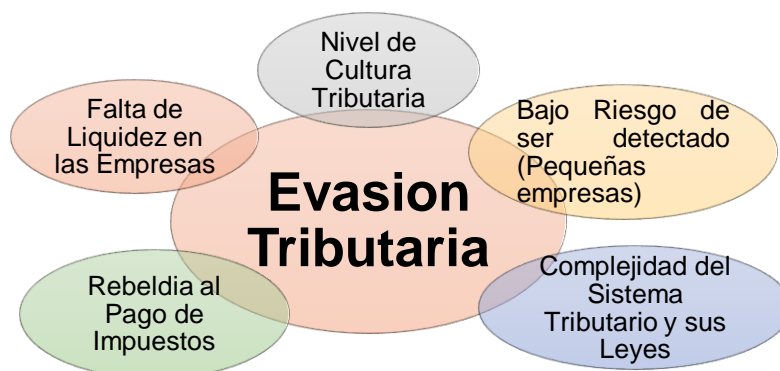 Nivel de
Cultura
Tributaria
Falta de
Liquidez en
las Empresas
Bajo Riesgo de
ser detectado
(Pequeñas
empresas)
Evasion
Tributaria
Rebeldia al
Pago de
Impuestos
Complejidad del
Sistema
Tributario y sus
Leyes